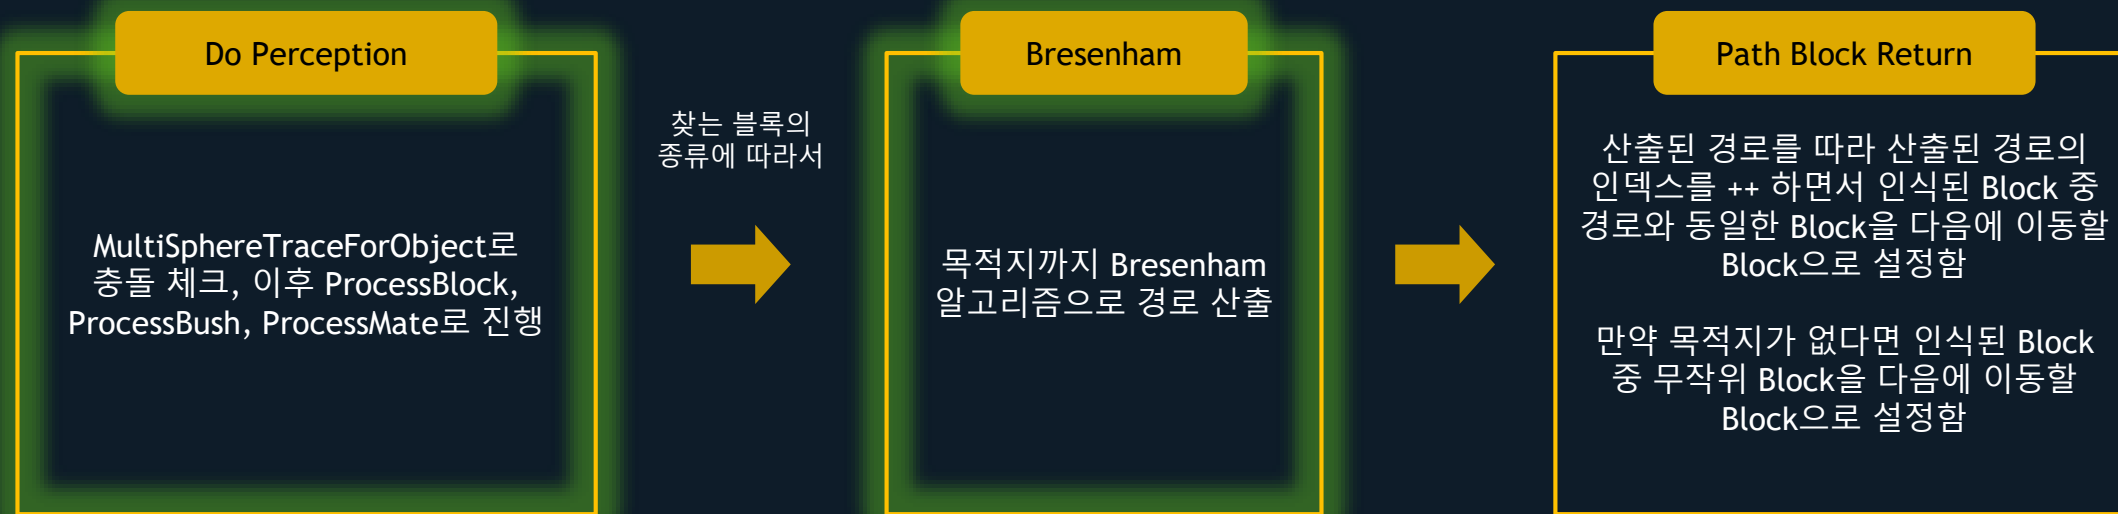 Do Perception
MultiSphereTraceForObject로
충돌 체크, 이후 ProcessBlock,
ProcessBush, ProcessMate로 진행
찾는 블록의
종류에 따라서
Bresenham
목적지까지 Bresenham
알고리즘으로 경로 산출
Path Block Return
산출된 경로를 따라 산출된 경로의
인덱스를 ++ 하면서 인식된 Block 중
경로와 동일한 Block을 다음에 이동할
Block으로 설정함
만약 목적지가 없다면 인식된 Block
중 무작위 Block을 다음에 이동할
Block으로 설정함